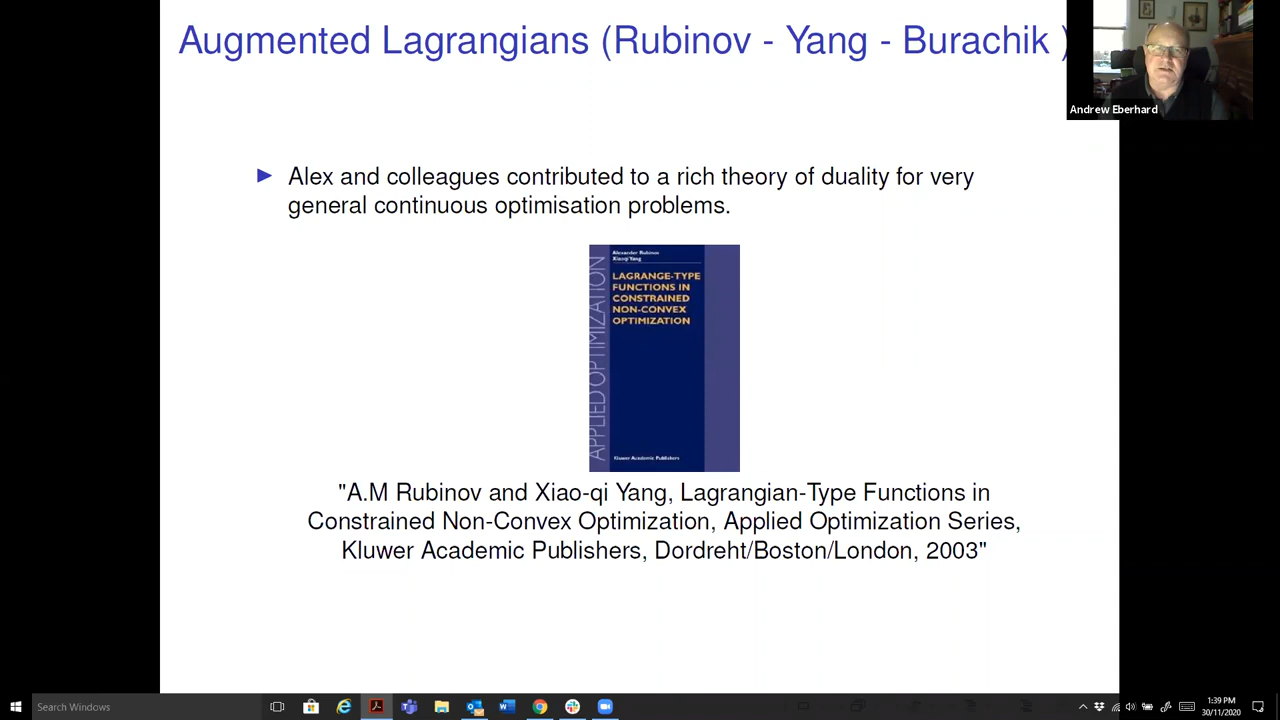 Augmented Lagrangians (Rubinov - Yang - Burachik )
Andrew Eberhard
Alex and colleagues contributed to a rich theory of duality for very
general continuous optimisation problems.
Alexander Rubinov
Xiaoqi Yang
LAGRANGE-TYPE
FUNCTIONS IN
CONSTRAINED
NON-CONVEX
OPTIMIZATION
APPLIED OPTIMIZATION
Kluwer Academic Publishers
"A.M Rubinov and Xiao-qi Yang, Lagrangian-Type Functions in
Constrained Non-Convex Optimization, Applied Optimization Series,
Kluwer Academic Publishers, Dordreht/Boston/London, 2003"
Search Windows
1:39 PM
30/11/2020